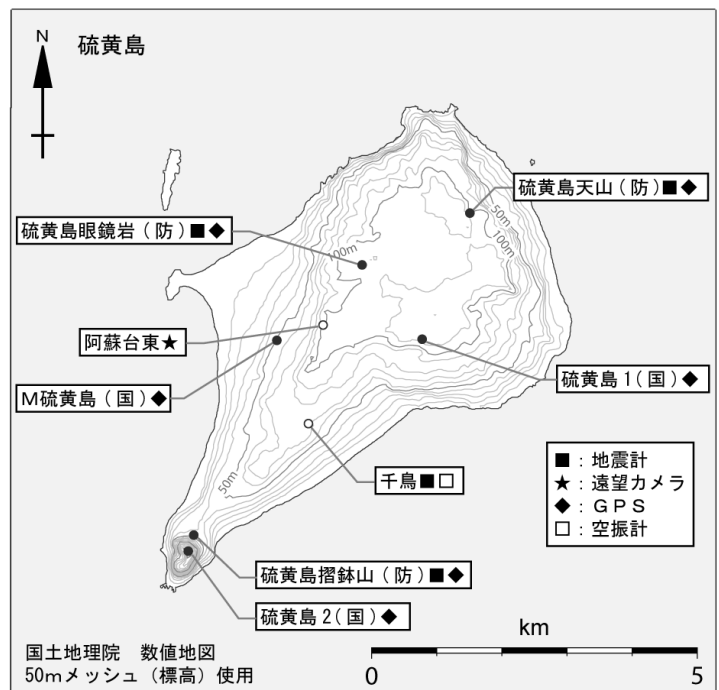 N
硫黄島
硫黄島天山（防）■◆
50m
100m
硫黄島眼鏡岩（防）■◆
100m
阿蘇台東★
M硫黄島（国）◆
硫黄島1(国)◆
千鳥■□
50m
■：地震計
★：遠望カメラ
◆：GPS
□：空振計
硫黄島摺鉢山（防）■◆
硫黄島2(国)◆
国土地理院　数値地図
50mメッシュ（標高）使用
km
0 5